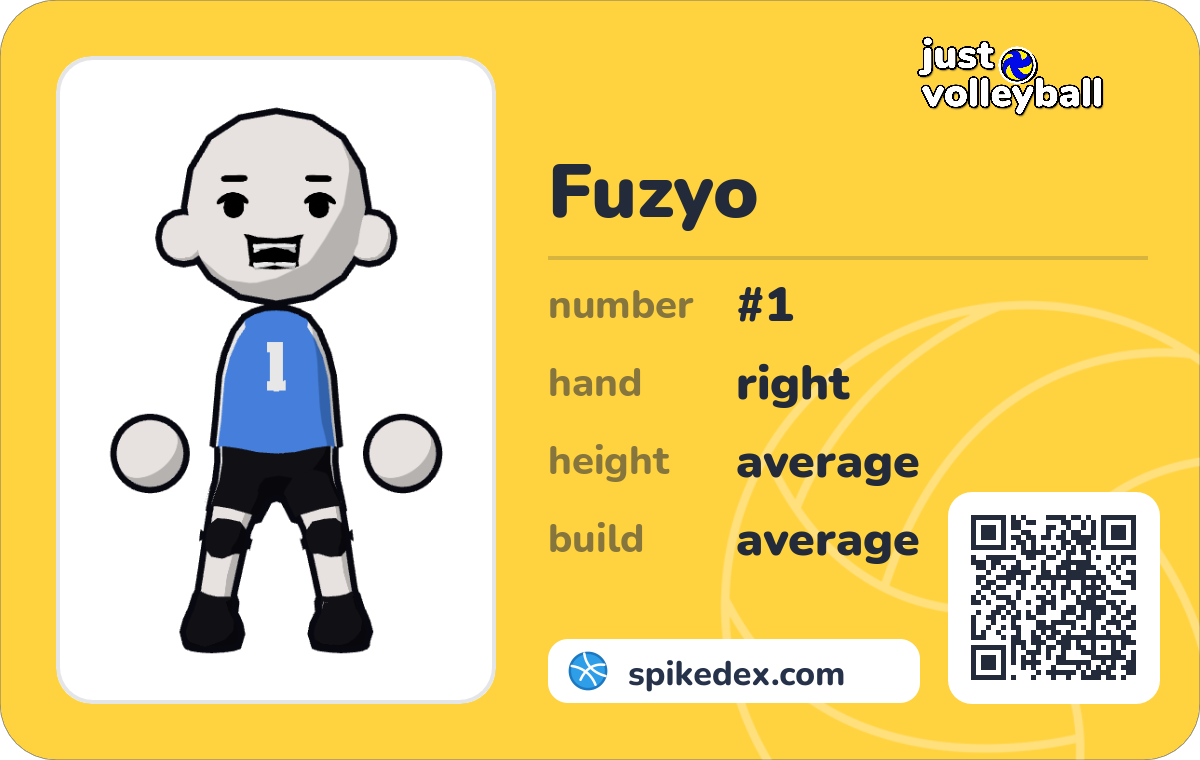 just
volleyball
Fuzyo
number #1
hand right
height average
build average
1
spikedex.com